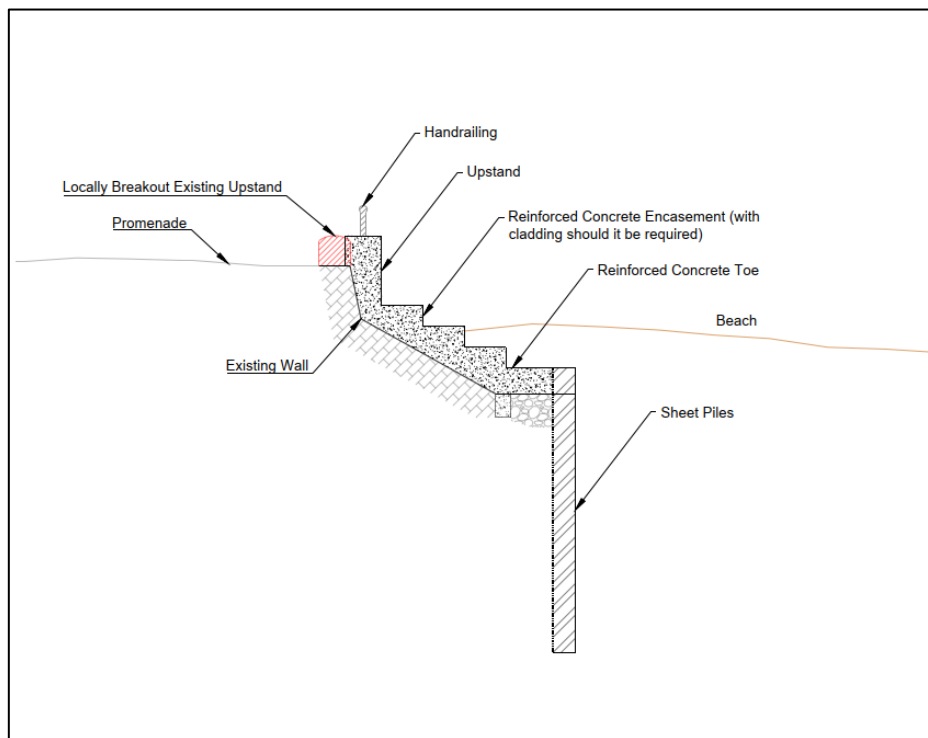 Handrailing
Locally Breakout Existing Upstand
Upstand
Promenade
Reinforced Concrete Encasement (with
cladding should it be required)
Reinforced Concrete Toe
Beach
Existing Wall
Sheet Piles